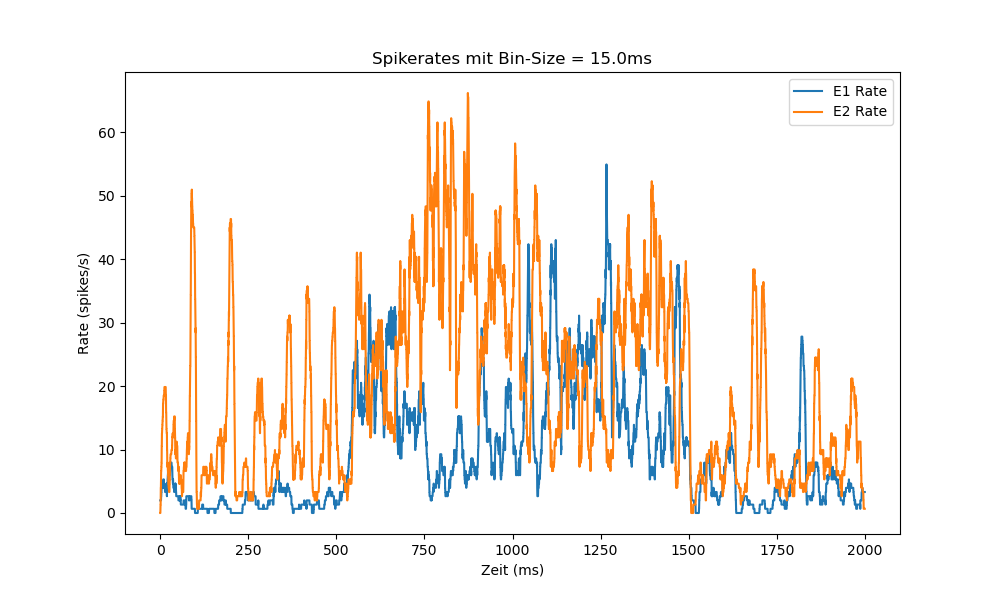 Spikerates mit Bin-Size = 15.0ms
E1 Rate
E2 Rate
Rate (spikes/s)
60
50
40
30
20
10
0
0 250 500 750 1000 1250 1500 1750 2000
Zeit (ms)